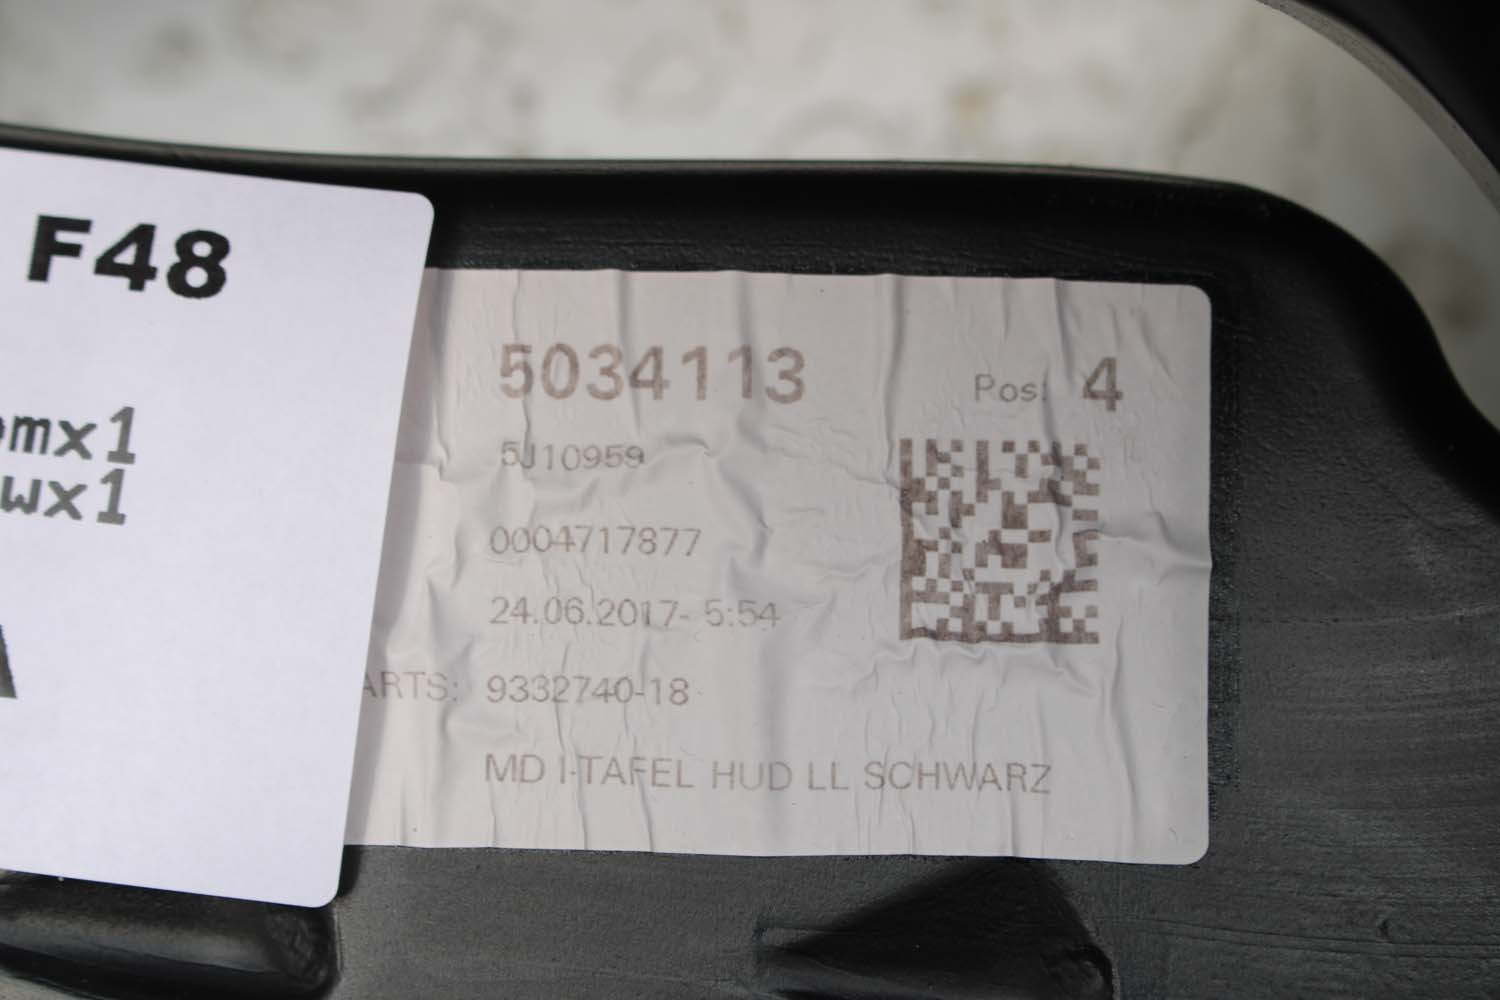 F48
mx1
wx1
5034113
Pos: 4
5J10959
0004717877
24.06.2017- 5:54
ARTS: 9332740-18
MD I-TAFEL HUD LL SCHWARZ